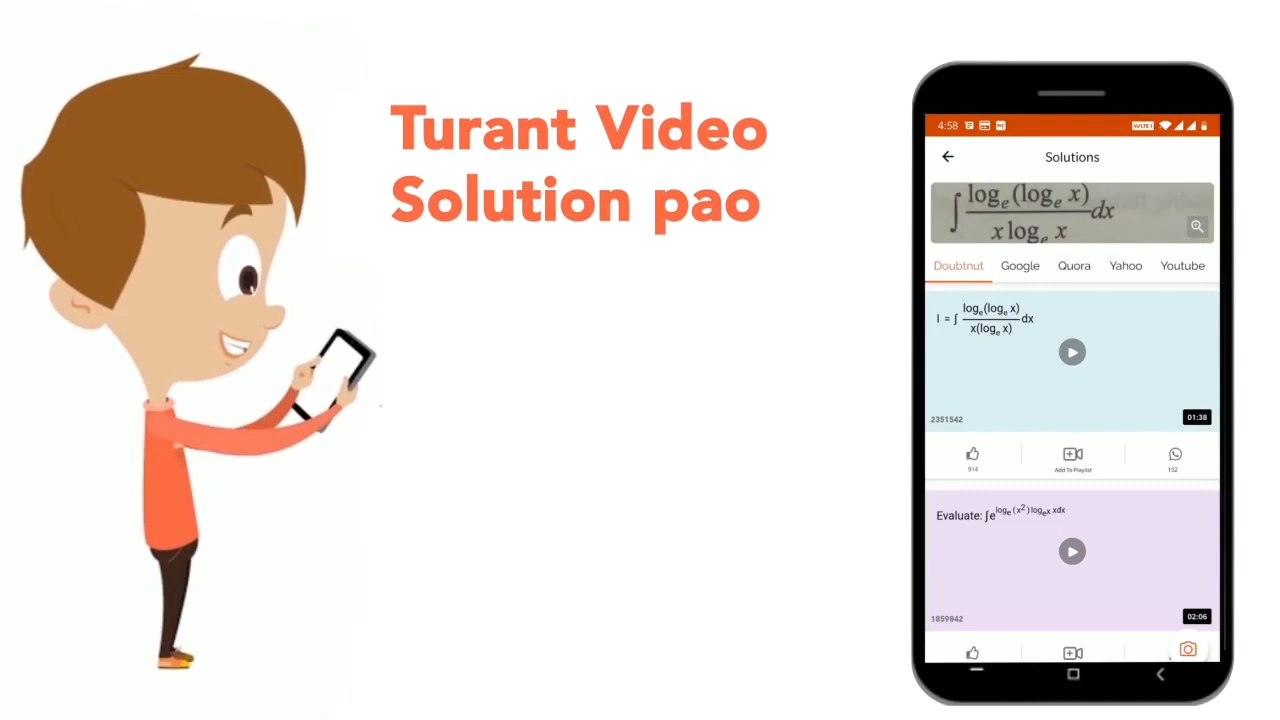 Turant Video
Solution pao
4:58
VoLTE1
Solutions
∫ logₑ(logₑ x) / x logₑ x dx
Doubtnut Google Quora Yahoo Youtube
I = ∫ logₑ(logₑ x) / x(logₑ x) dx
2351542
01:38
914
Add To Playlist
152
Evaluate: ∫e^logₑ(x²)logₑx xdx
1859842
02:06